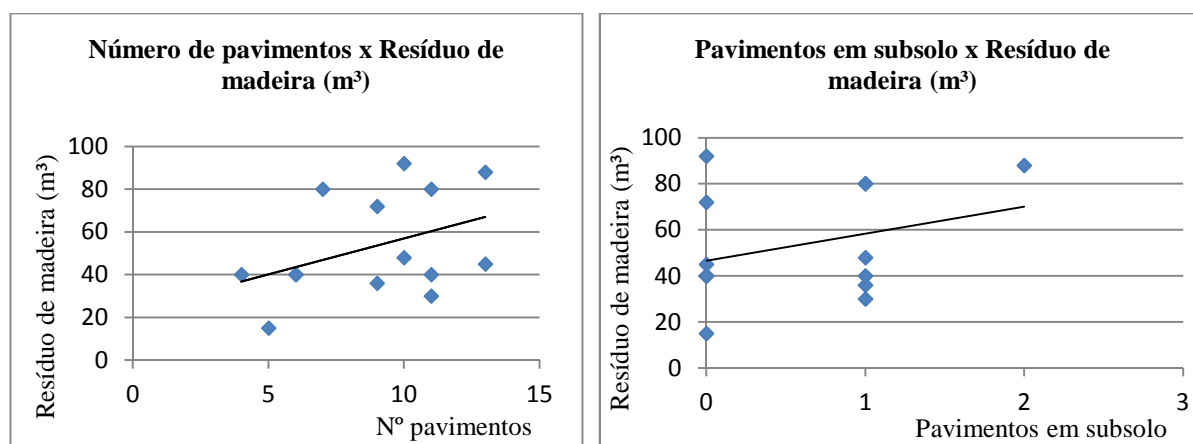 Número de pavimentos x Resíduo de
madeira (m³)
Resíduo de madeira (m³)
100
80
60
40
20
0
0 5 10 15
Nº pavimentos
Pavimentos em subsolo x Resíduo de
madeira (m³)
Resíduo de madeira (m³)
100
80
60
40
20
0
0 1 2 3
Pavimentos em subsolo